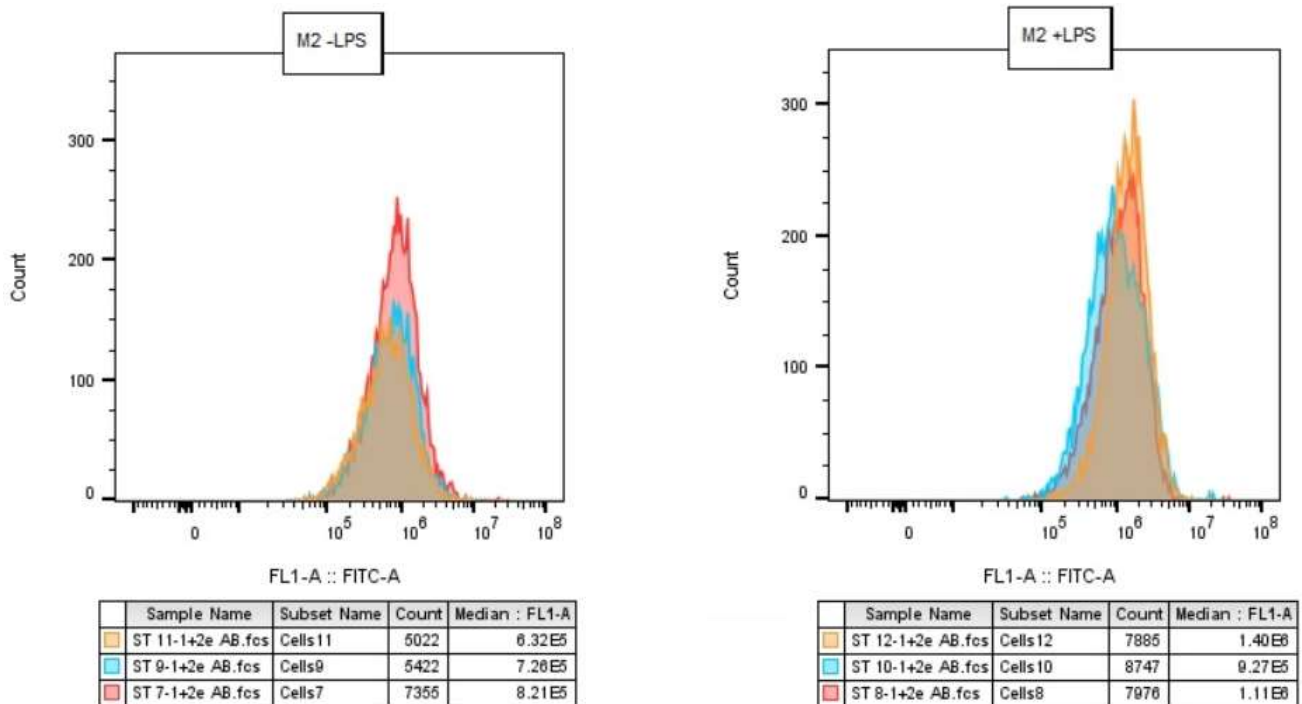 M2 -LPS
300
200
100
0
Count
0 10^5 10^6 10^7 10^8
FL1-A :: FITC-A
Sample Name Subset Name Count Median : FL1-A
ST 11-1+2e AB.fcs Cells11 5022 6.32E5
ST 9-1+2e AB.fcs Cells9 5422 7.26E5
ST 7-1+2e AB.fcs Cells7 7355 8.21E5
M2 +LPS
300
200
100
0
Count
0 10^5 10^6 10^7 10^8
FL1-A :: FITC-A
Sample Name Subset Name Count Median : FL1-A
ST 12-1+2e AB.fcs Cells12 7885 1.40E6
ST 10-1+2e AB.fcs Cells10 8747 9.27E5
ST 8-1+2e AB.fcs Cells8 7976 1.11E6